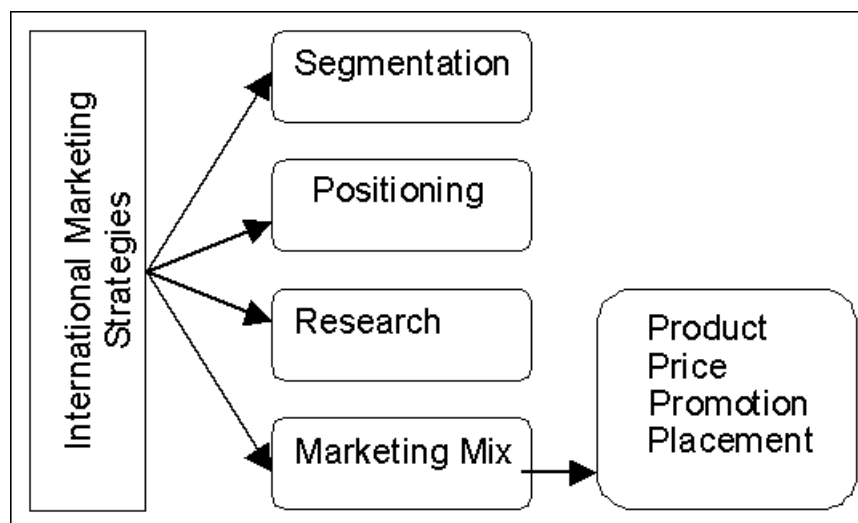 International Marketing
Strategies
Segmentation
Positioning
Research
Marketing Mix
Product
Price
Promotion
Placement